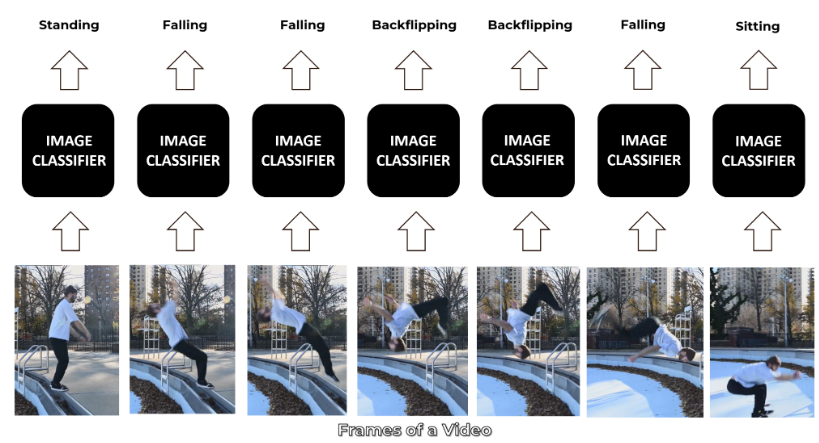 Standing
Falling
Falling
Backflipping
Backflipping
Falling
Sitting
IMAGE
CLASSIFIER
IMAGE
CLASSIFIER
IMAGE
CLASSIFIER
IMAGE
CLASSIFIER
IMAGE
CLASSIFIER
IMAGE
CLASSIFIER
IMAGE
CLASSIFIER
Frames of a Video